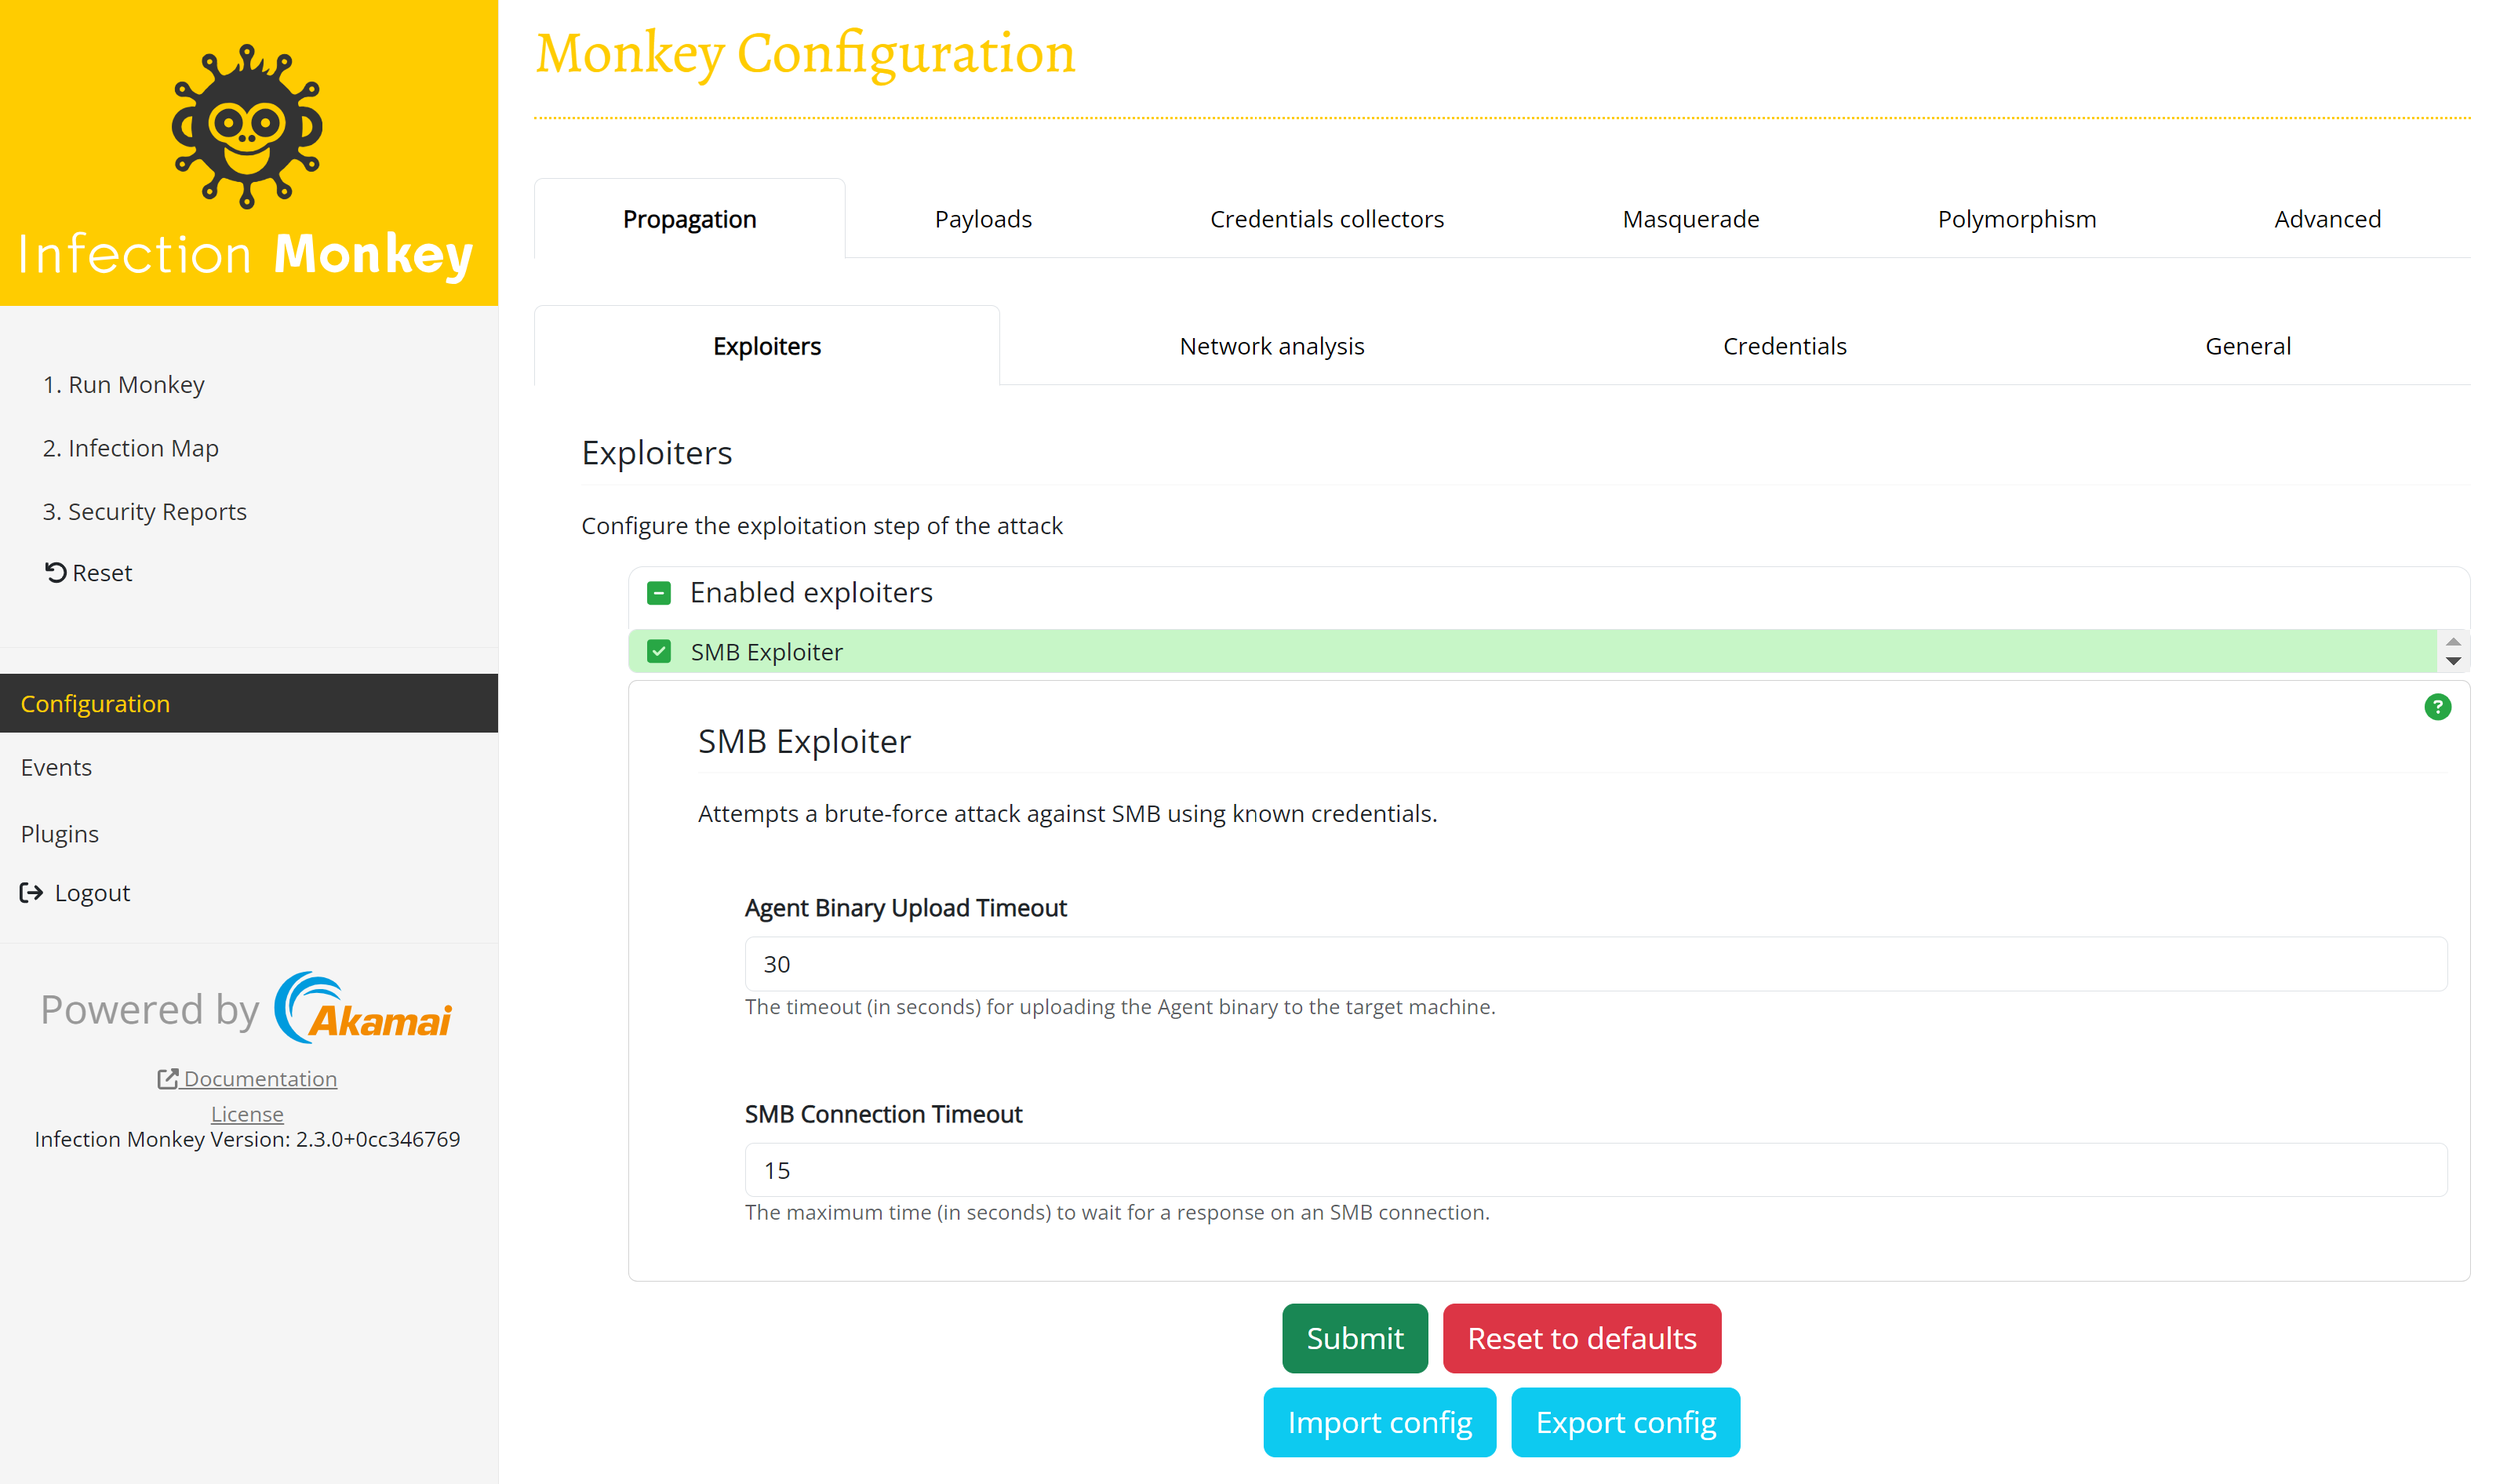 Infection Monkey
1. Run Monkey
2. Infection Map
3. Security Reports
Reset
Configuration
Events
Plugins
Logout
Powered by Akamai
Documentation
License
Infection Monkey Version: 2.3.0+0cc346769
Monkey Configuration
Propagation Payloads Credentials collectors Masquerade Polymorphism Advanced
Exploiters Network analysis Credentials General
Exploiters
Configure the exploitation step of the attack
Enabled exploiters
SMB Exploiter
?
SMB Exploiter
Attempts a brute-force attack against SMB using known credentials.
Agent Binary Upload Timeout
30
The timeout (in seconds) for uploading the Agent binary to the target machine.
SMB Connection Timeout
15
The maximum time (in seconds) to wait for a response on an SMB connection.
Submit Reset to defaults
Import config Export config